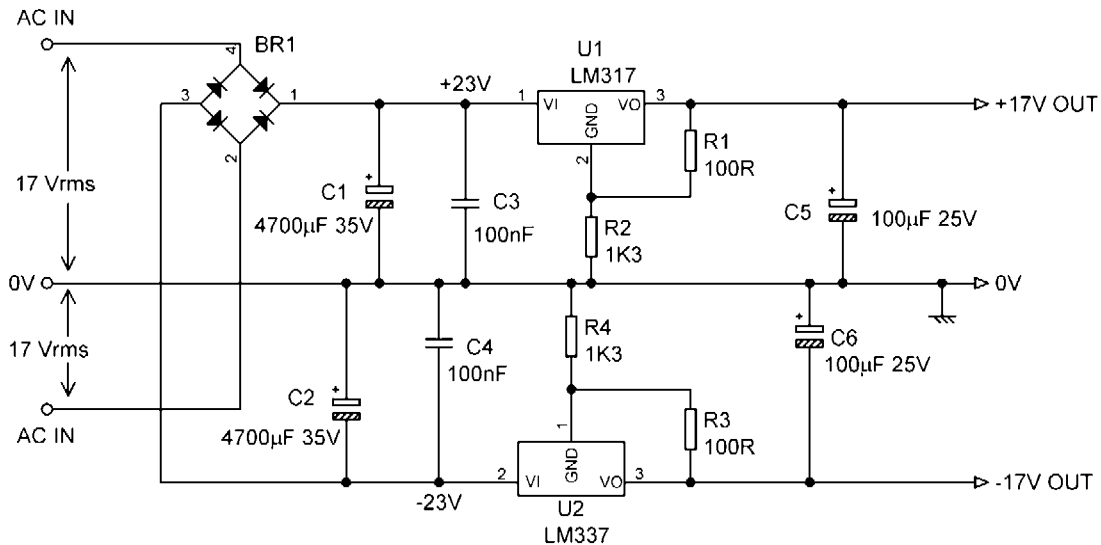 AC IN
BR1
4
3
1
2
17 Vrms
+23V
U1
LM317
1
VI
VO
GND
3
2
+17V OUT
R1
100R
C1
+
4700µF 35V
C3
100nF
R2
1K3
C5
+
100µF 25V
0V
0V
17 Vrms
AC IN
C2
+
4700µF 35V
C4
100nF
R4
1K3
C6
+
100µF 25V
R3
100R
1
2
VI
GND
VO
3
-23V
U2
LM337
-17V OUT